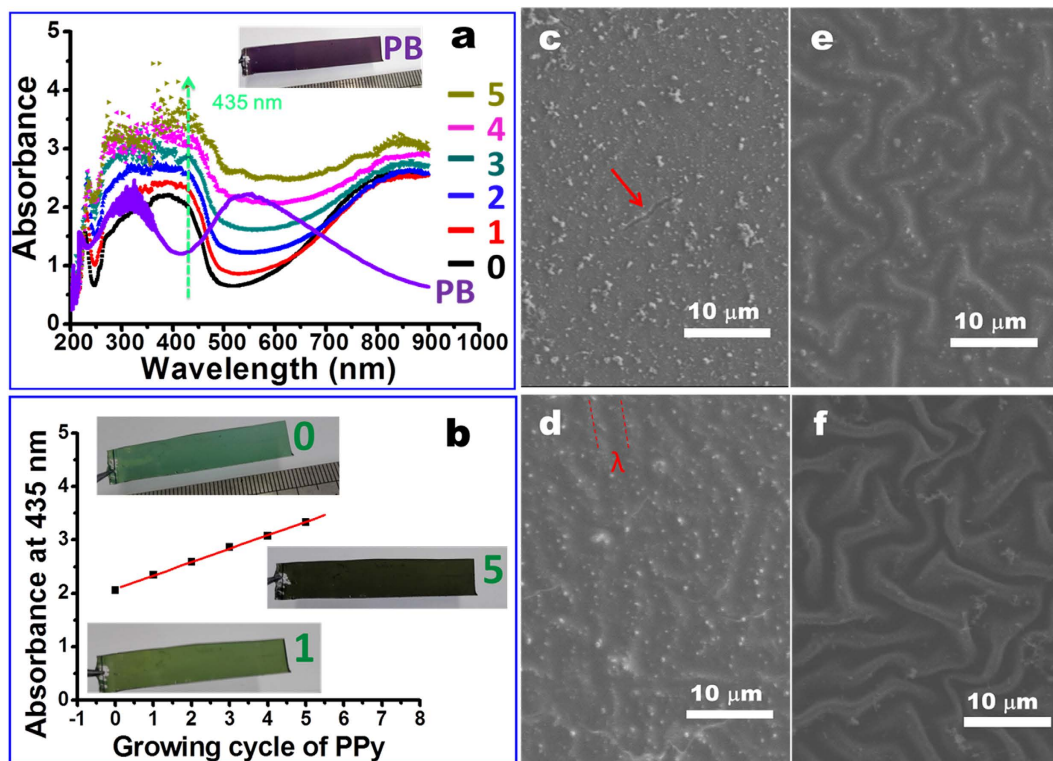 a
PB
435 nm
5
4
3
2
1
0
PB
5
4
3
2
1
0
200 300 400 500 600 700 800 900 1000
Absorbance
Wavelength (nm)
b
0
5
1
5
4
3
2
1
0
-1 0 1 2 3 4 5 6 7 8
Absorbance at 435 nm
Growing cycle of PPy
c
10 μm
d
λ
10 μm
e
10 μm
f
10 μm